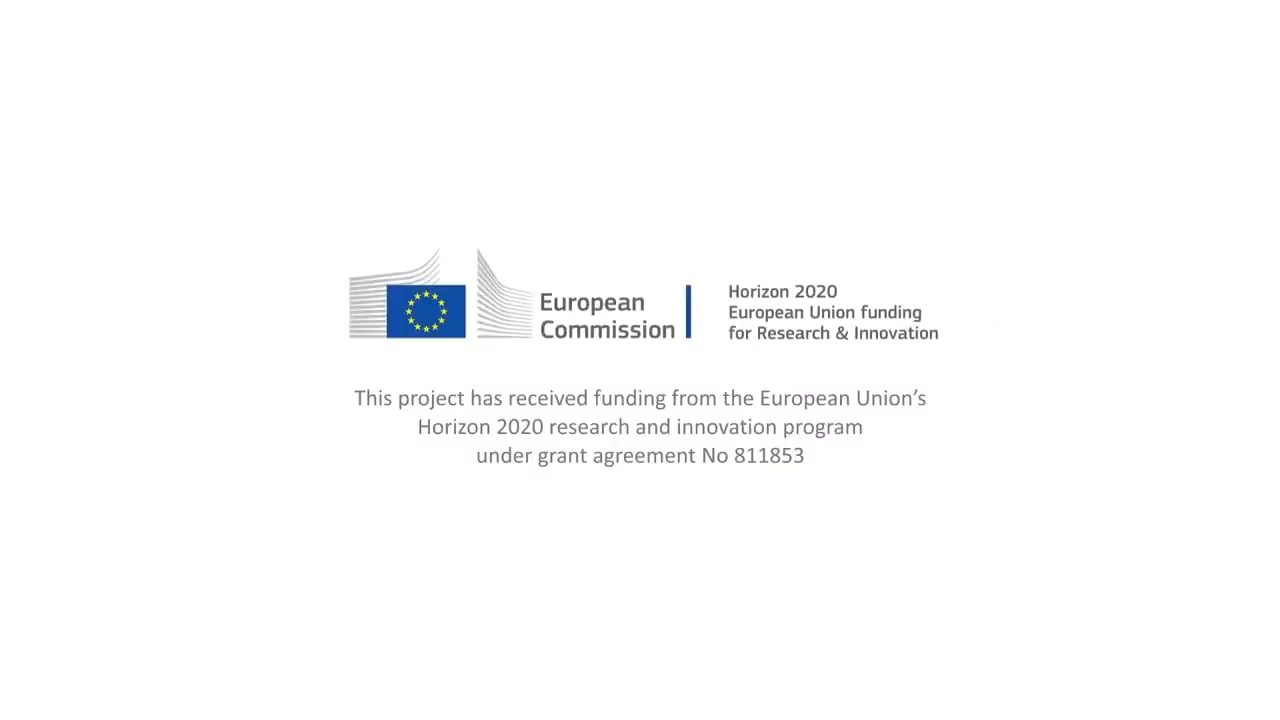 European
Commission
Horizon 2020
European Union funding
for Research & Innovation
This project has received funding from the European Union’s
Horizon 2020 research and innovation program
under grant agreement No 811853